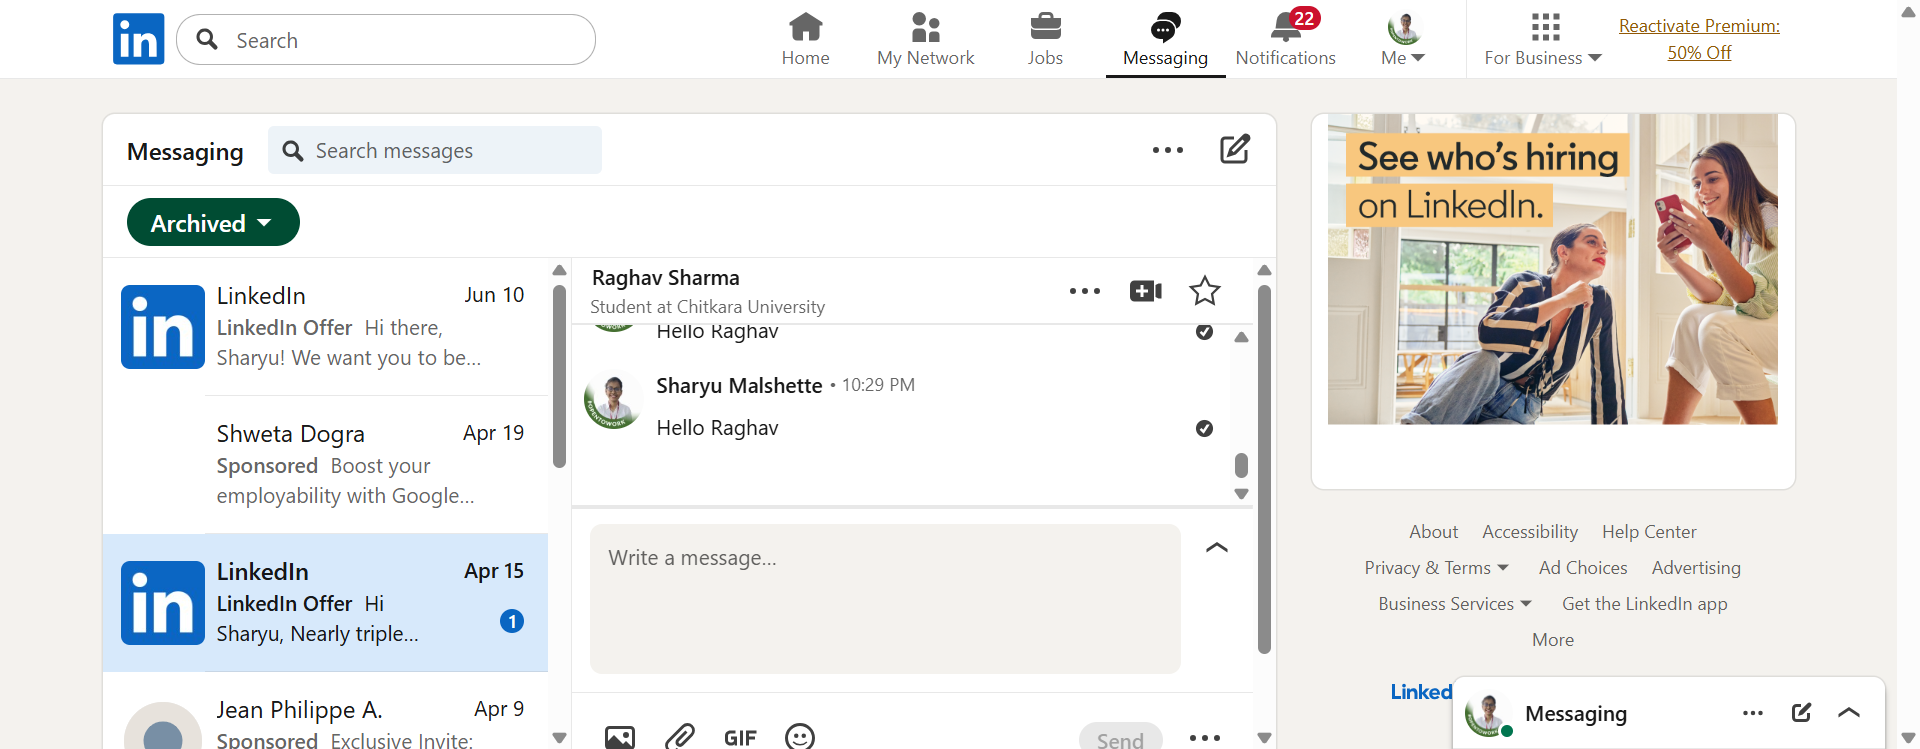 in
Search
Home
My Network
Jobs
Messaging
22
Notifications
Me
For Business
Reactivate Premium:
50% Off
Messaging
Search messages
Archived
in
LinkedIn
Jun 10
LinkedIn Offer Hi there,
Sharyu! We want you to be...
Shweta Dogra
Apr 19
Sponsored Boost your
employability with Google...
in
LinkedIn
Apr 15
LinkedIn Offer Hi
Sharyu, Nearly triple...
1
Jean Philippe A.
Apr 9
Sponsored Exclusive Invite:
Raghav Sharma
Student at Chitkara University
Hello Raghav
Sharyu Malshette • 10:29 PM
#OPENTOWORK
Hello Raghav
Write a message...
GIF
Send
See who's hiring
on LinkedIn.
About
Accessibility
Help Center
Privacy & Terms
Ad Choices
Advertising
Business Services
Get the LinkedIn app
More
Linked
Messaging